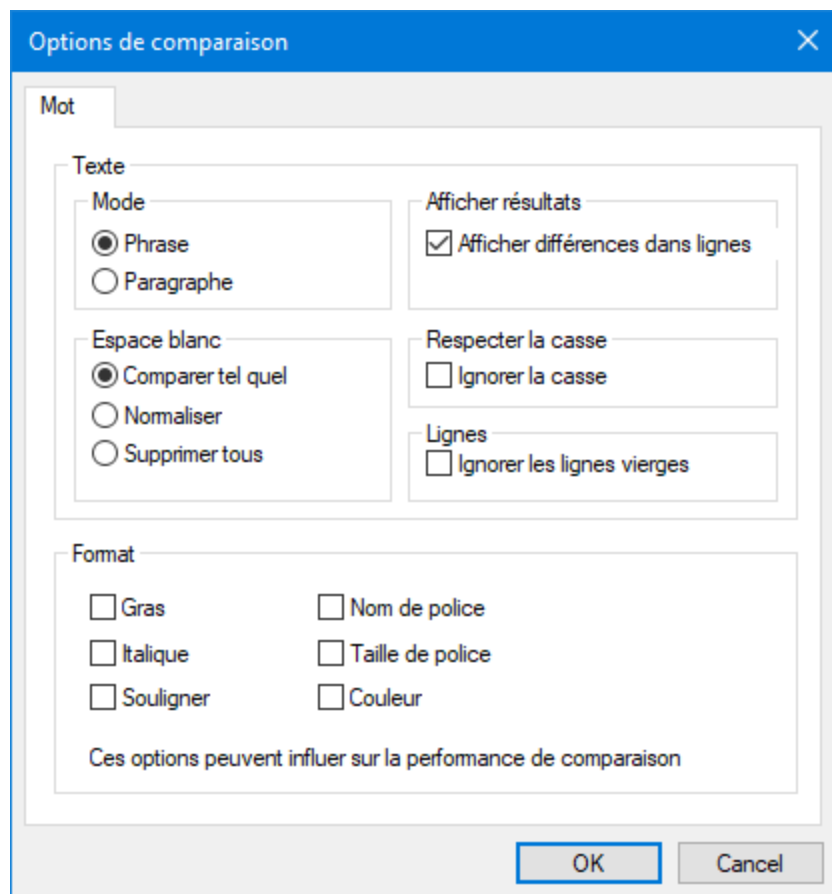 Options de comparaison
Mot
Texte
Mode
Phrase
Paragraphe
Afficher résultats
Afficher différences dans lignes
Espace blanc
Comparer tel quel
Normaliser
Supprimer tous
Respecter la casse
Ignorer la casse
Lignes
Ignorer les lignes vierges
Format
Gras
Nom de police
Italique
Taille de police
Souligner
Couleur
Ces options peuvent influer sur la performance de comparaison
OK
Cancel